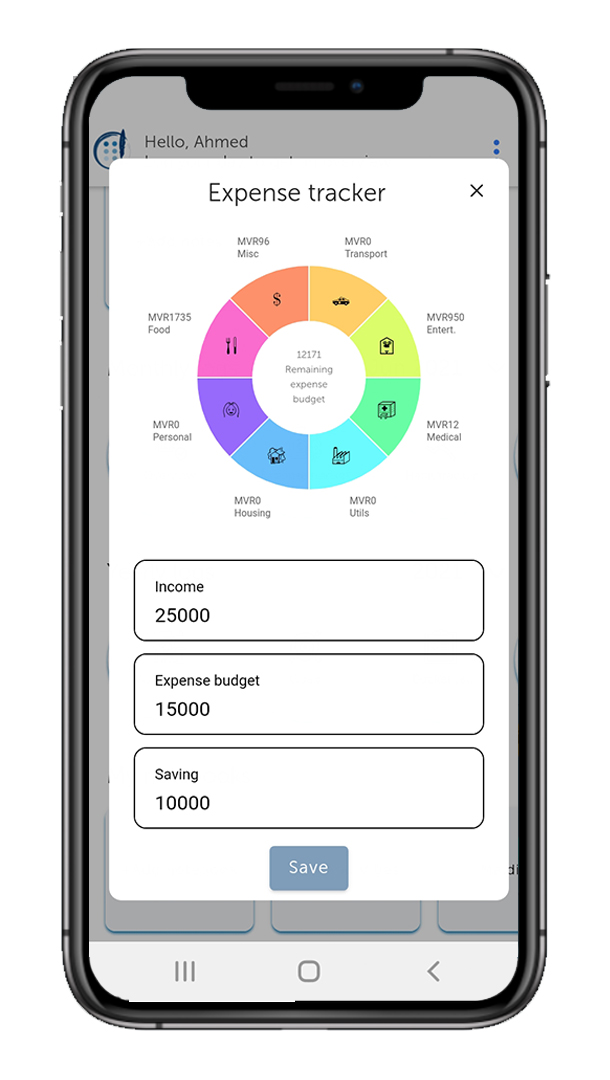 Hello, Ahmed
Expense tracker
MVR96
Misc
MVR0
Transport
MVR1735
Food
MVR950
Entert.
$
12171
Remaining
expense
budget
MVR0
Personal
MVR12
Medical
MVR0
Housing
MVR0
Utils
Income
25000
Expense budget
15000
Saving
10000
Save
di